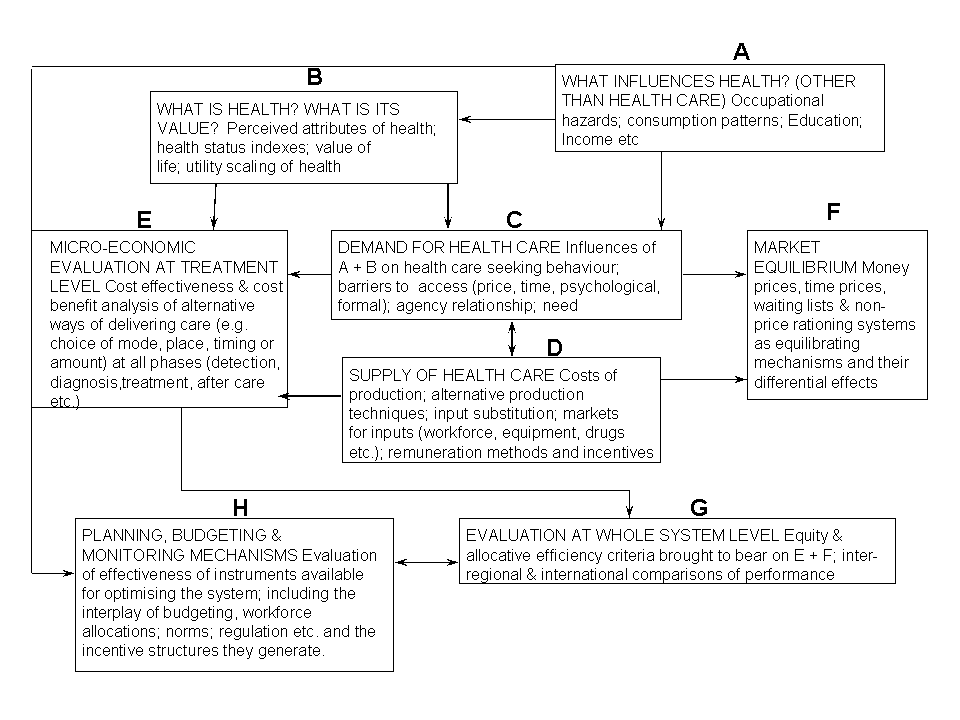 A
WHAT INFLUENCES HEALTH? (OTHER
THAN HEALTH CARE) Occupational
hazards; consumption patterns; Education;
Income etc
B
WHAT IS HEALTH? WHAT IS ITS
VALUE? Perceived attributes of health;
health status indexes; value of
life; utility scaling of health
E
MICRO-ECONOMIC
EVALUATION AT TREATMENT
LEVEL Cost effectiveness & cost
benefit analysis of alternative
ways of delivering care (e.g.
choice of mode, place, timing or
amount) at all phases (detection,
diagnosis,treatment, after care
etc.)
C
DEMAND FOR HEALTH CARE Influences of
A + B on health care seeking behaviour;
barriers to access (price, time, psychological,
formal); agency relationship; need
F
MARKET
EQUILIBRIUM Money
prices, time prices,
waiting lists & non-
price rationing systems
as equilibrating
mechanisms and their
differential effects
D
SUPPLY OF HEALTH CARE Costs of
production; alternative production
techniques; input substitution; markets
for inputs (workforce, equipment, drugs
etc.); remuneration methods and incentives
H
PLANNING, BUDGETING &
MONITORING MECHANISMS Evaluation
of effectiveness of instruments available
for optimising the system; including the
interplay of budgeting, workforce
allocations; norms; regulation etc. and the
incentive structures they generate.
G
EVALUATION AT WHOLE SYSTEM LEVEL Equity &
allocative efficiency criteria brought to bear on E + F; inter-
regional & international comparisons of performance